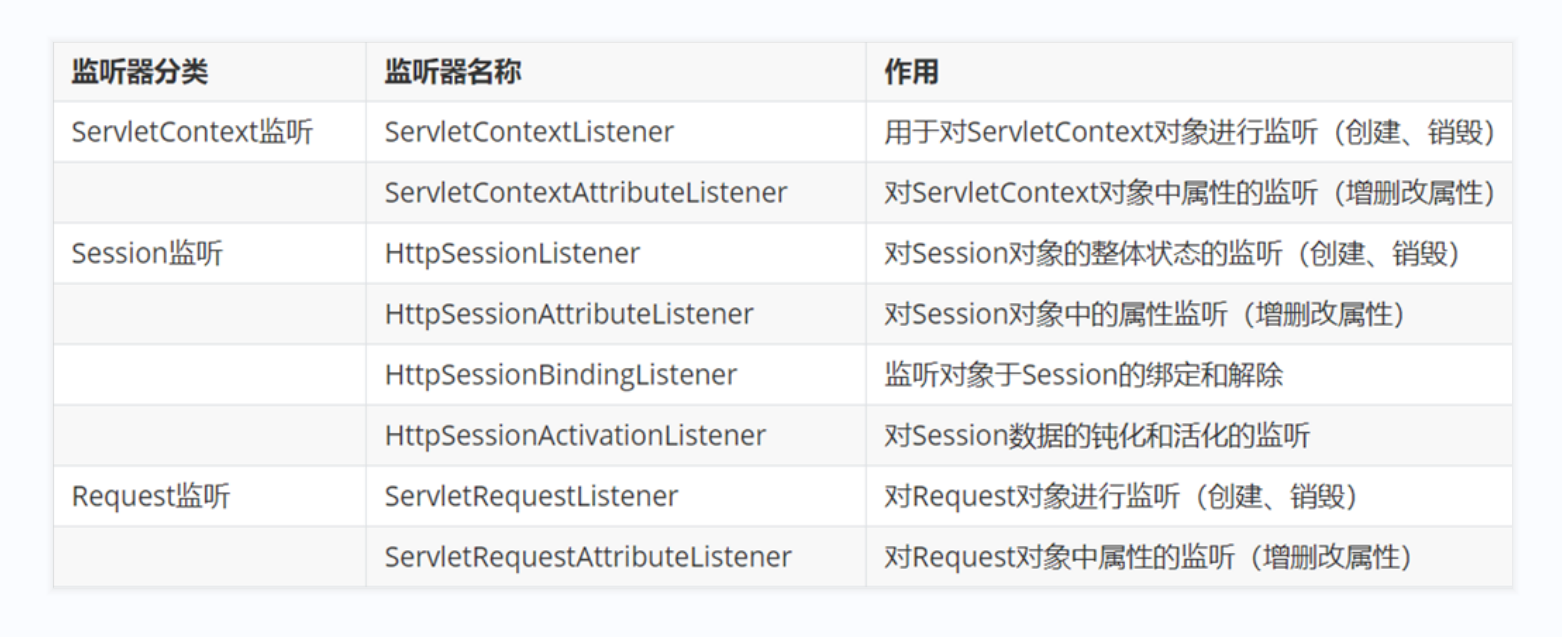 监听器分类 监听器名称 作用
ServletContext监听 ServletContextListener 用于对ServletContext对象进行监听（创建、销毁）
ServletContextAttributeListener 对ServletContext对象中属性的监听（增删改属性）
Session监听 HttpSessionListener 对Session对象的整体状态的监听（创建、销毁）
HttpSessionAttributeListener 对Session对象中的属性监听（增删改属性）
HttpSessionBindingListener 监听对象于Session的绑定和解除
HttpSessionActivationListener 对Session数据的钝化和活化的监听
Request监听 ServletRequestListener 对Request对象进行监听（创建、销毁）
ServletRequestAttributeListener 对Request对象中属性的监听（增删改属性）